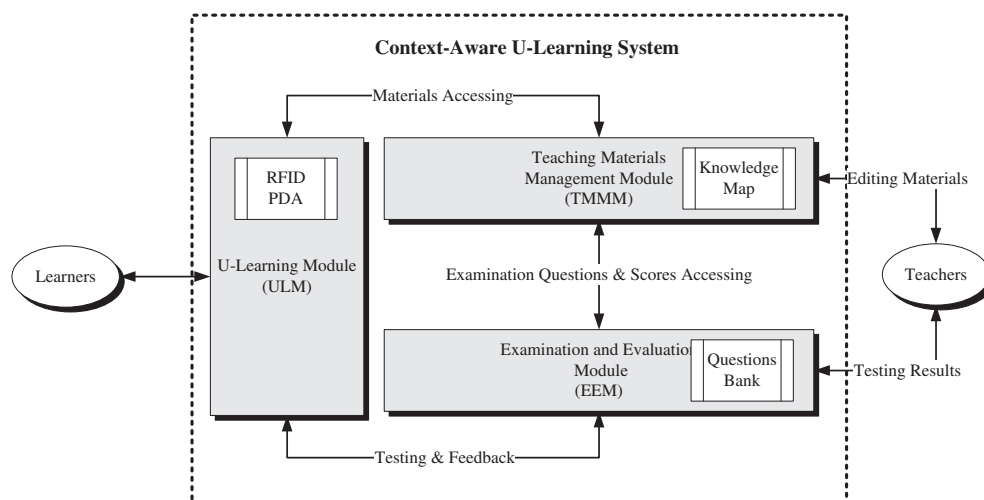 Context-Aware U-Learning System
Materials Accessing
RFID
PDA
U-Learning Module
(ULM)
Teaching Materials
Management Module
(TMMM)
Knowledge
Map
Editing Materials
Learners
Examination Questions & Scores Accessing
Teachers
Examination and Evaluation
Module
(EEM)
Questions
Bank
Testing Results
Testing & Feedback